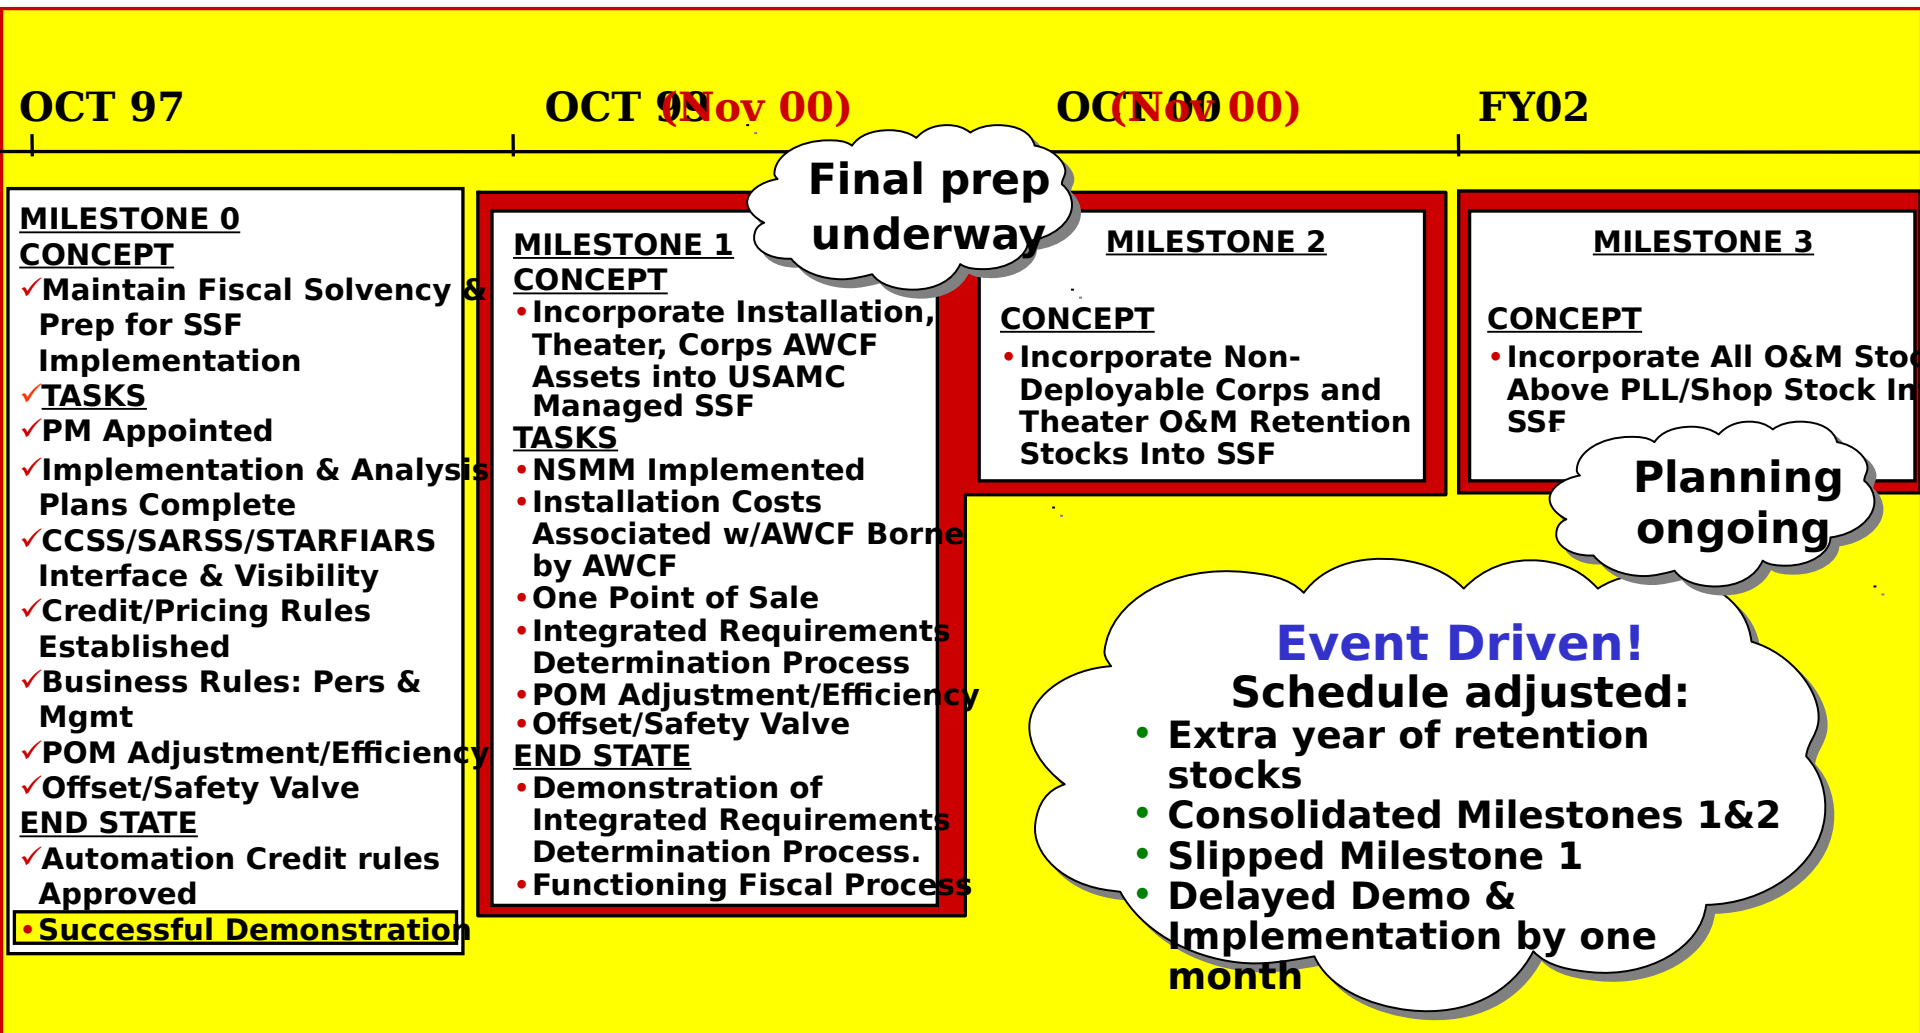 OCT 97
OCT 99
(Nov 00)
OCT 00
(Nov 00)
FY02
Final prep
underway
MILESTONE 0
CONCEPT
✓Maintain Fiscal Solvency &
Prep for SSF
Implementation
✓TASKS
✓PM Appointed
✓Implementation & Analysis
Plans Complete
✓CCSS/SARSS/STARFIARS
Interface & Visibility
✓Credit/Pricing Rules
Established
✓Business Rules: Pers &
Mgmt
✓POM Adjustment/Efficiency
✓Offset/Safety Valve
END STATE
✓Automation Credit rules
Approved
•Successful Demonstration
MILESTONE 1
CONCEPT
•Incorporate Installation,
Theater, Corps AWCF
Assets into USAMC
Managed SSF
TASKS
•NSMM Implemented
•Installation Costs
Associated w/AWCF Borne
by AWCF
•One Point of Sale
•Integrated Requirements
Determination Process
•POM Adjustment/Efficiency
•Offset/Safety Valve
END STATE
•Demonstration of
Integrated Requirements
Determination Process.
•Functioning Fiscal Process
MILESTONE 2
CONCEPT
•Incorporate Non-
Deployable Corps and
Theater O&M Retention
Stocks Into SSF
MILESTONE 3
CONCEPT
•Incorporate All O&M
Above PLL/Shop Stock
SSF
Planning
ongoing
Event Driven!
Schedule adjusted:
• Extra year of retention
stocks
• Consolidated Milestones 1&2
• Slipped Milestone 1
• Delayed Demo &
Implementation by one
month